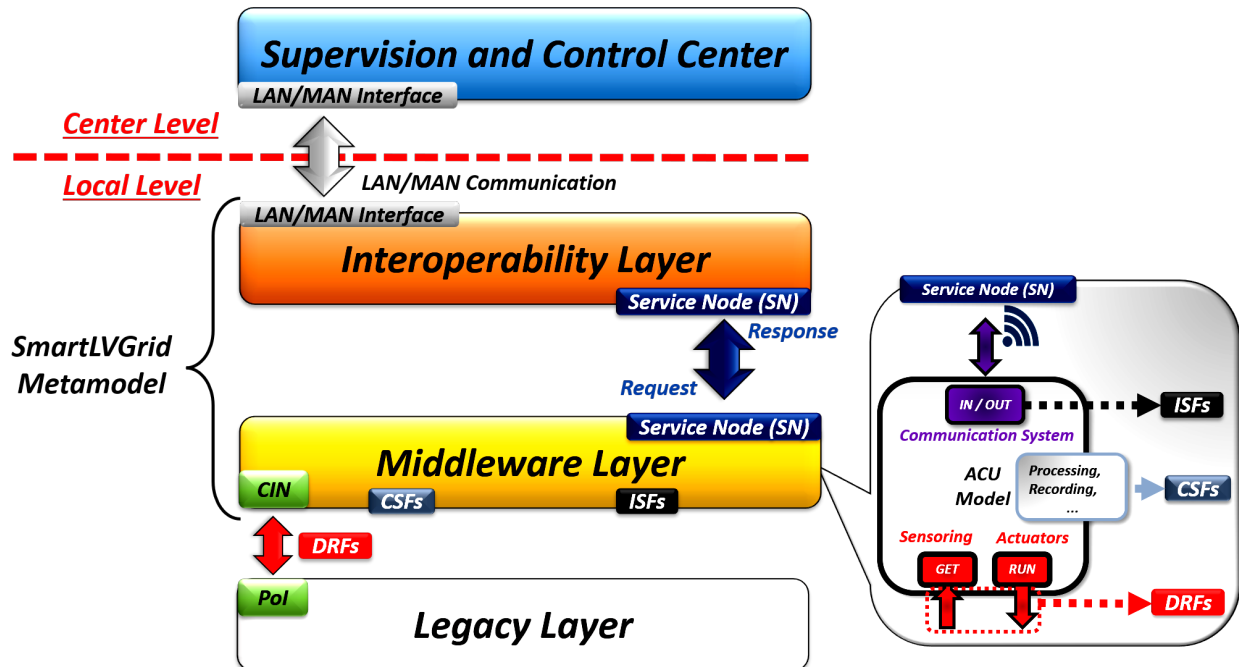 Supervision and Control Center
LAN/MAN Interface
Center Level
Local Level
LAN/MAN Communication
LAN/MAN Interface
Interoperability Layer
Service Node (SN)
Response
Request
SmartLVGrid
Metamodel
Service Node (SN)
Middleware Layer
CIN
CSFs
ISFs
DRFs
PoI
Legacy Layer
Service Node (SN)
IN / OUT
ISFs
Communication System
ACU
Model
Processing,
Recording,
...
CSFs
Sensoring
Actuators
GET
RUN
DRFs